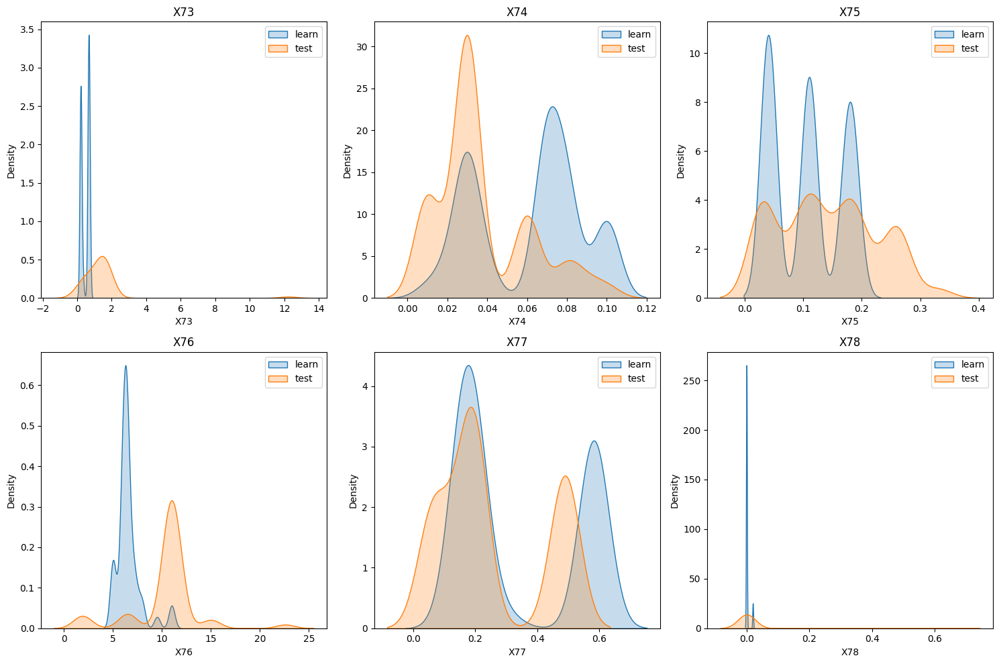 X73
learn
test
3.5
3.0
2.5
2.0
1.5
1.0
0.5
0.0
Density
−2 0 2 4 6 8 10 12 14
X73
X74
learn
test
30
25
20
15
10
5
0
Density
0.00 0.02 0.04 0.06 0.08 0.10 0.12
X74
X75
learn
test
10
8
6
4
2
0
Density
0.0 0.1 0.2 0.3 0.4
X75
X76
learn
test
0.6
0.5
0.4
0.3
0.2
0.1
0.0
Density
0 5 10 15 20 25
X76
X77
learn
test
4
3
2
1
0
Density
0.0 0.2 0.4 0.6
X77
X78
learn
test
250
200
150
100
50
0
Density
0.0 0.2 0.4 0.6
X78